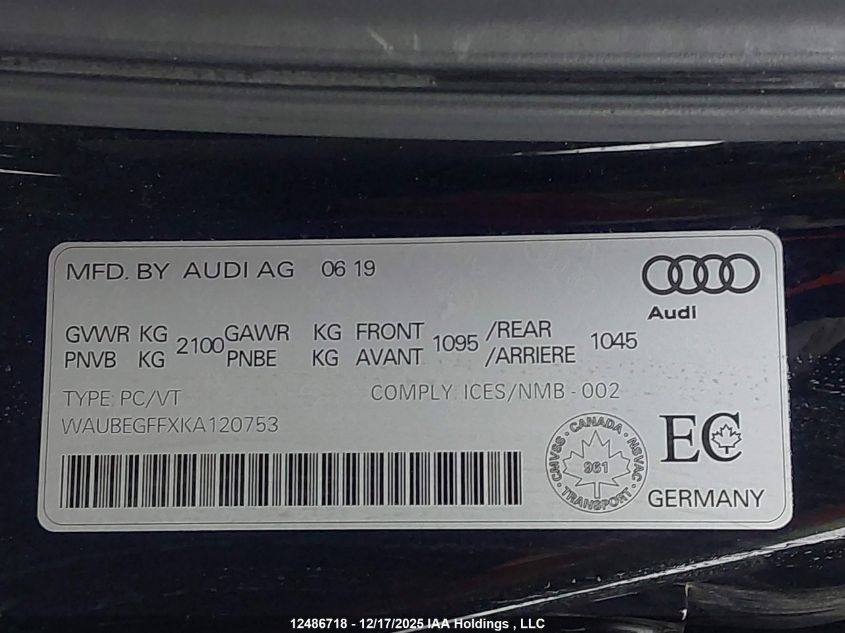 MFD. BY AUDI AG 06 19
Audi
GVWR KG 2100 GAWR KG FRONT 1095 /REAR 1045
PNVB KG PNBE KG AVANT /ARRIERE
TYPE: PC/VT COMPLY. ICES/NMB - 002
WAUBEGFFXKA120753
CMVSS - CANADA - NSVAC
961
TRANSPORT
EC
GERMANY
12486718 - 12/17/2025 IAA Holdings , LLC